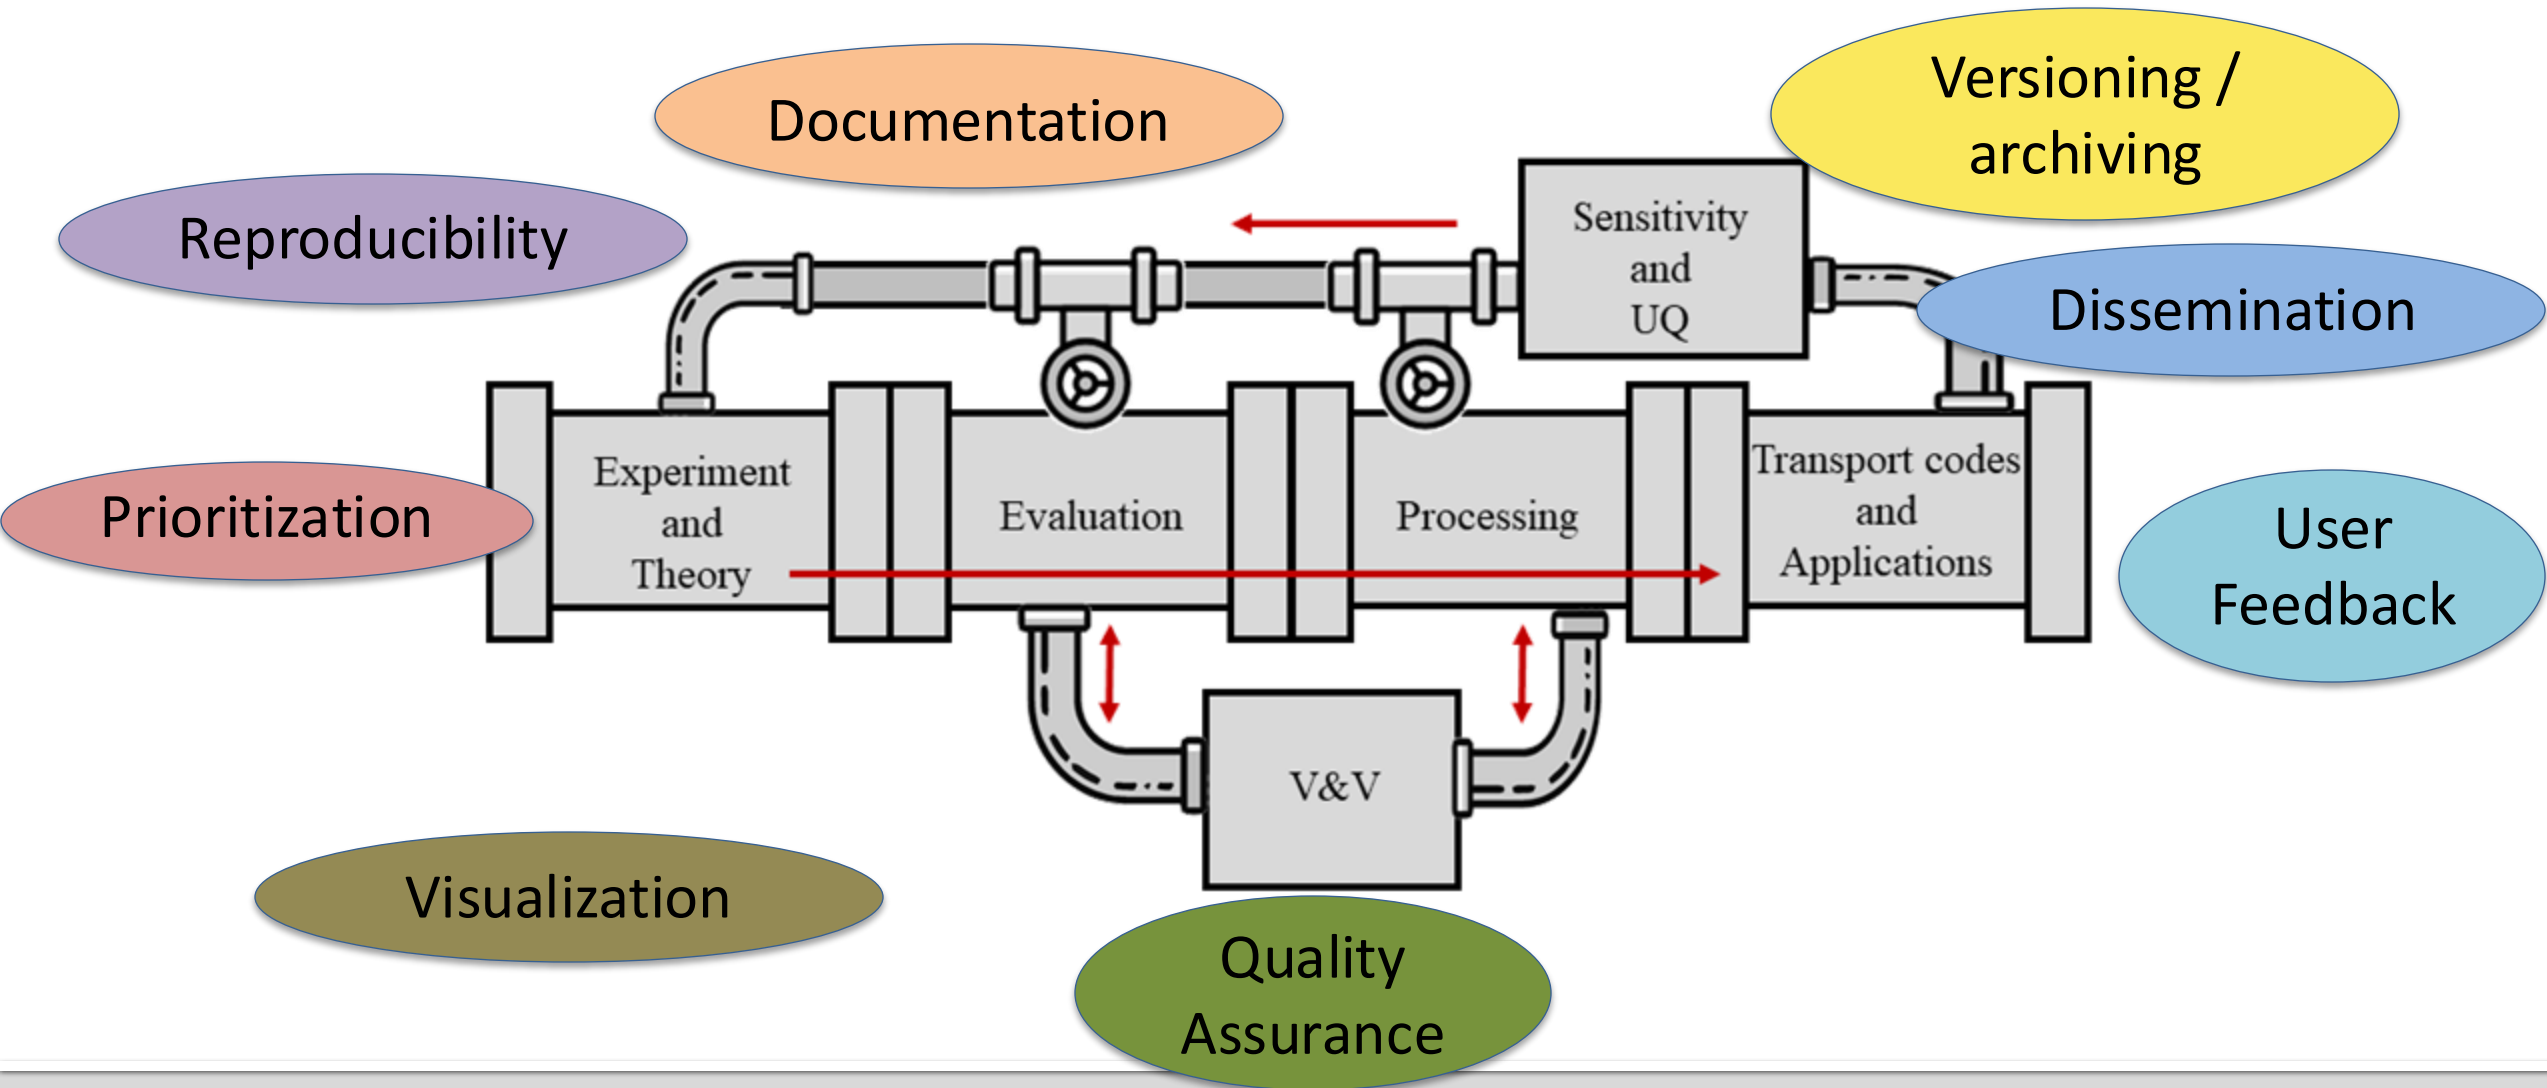 Documentation
Versioning /
archiving
Reproducibility
Sensitivity
and
UQ
Dissemination
Prioritization
Experiment
and
Theory
Evaluation
Processing
Transport codes
and
Applications
User
Feedback
V&V
Visualization
Quality
Assurance